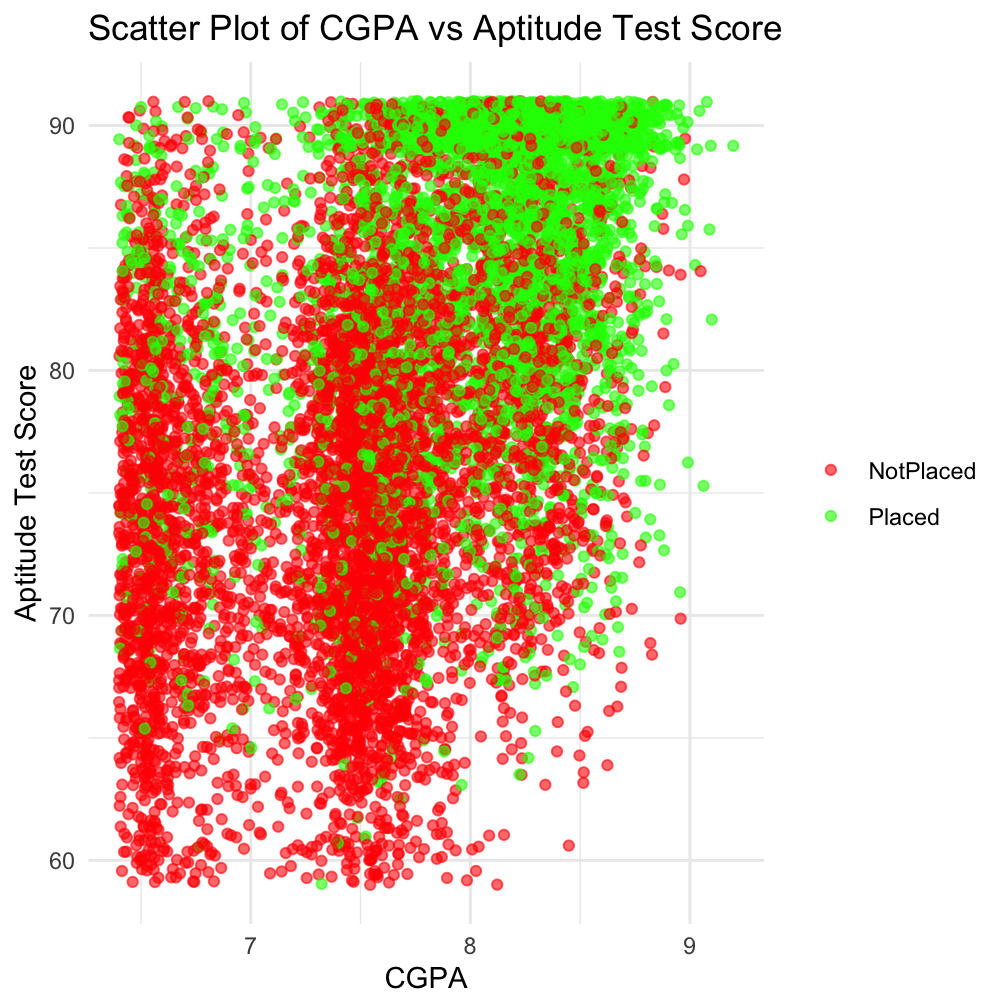 Scatter Plot of CGPA vs Aptitude Test Score
Aptitude Test Score
90
80
70
60
7
8
9
CGPA
NotPlaced
Placed